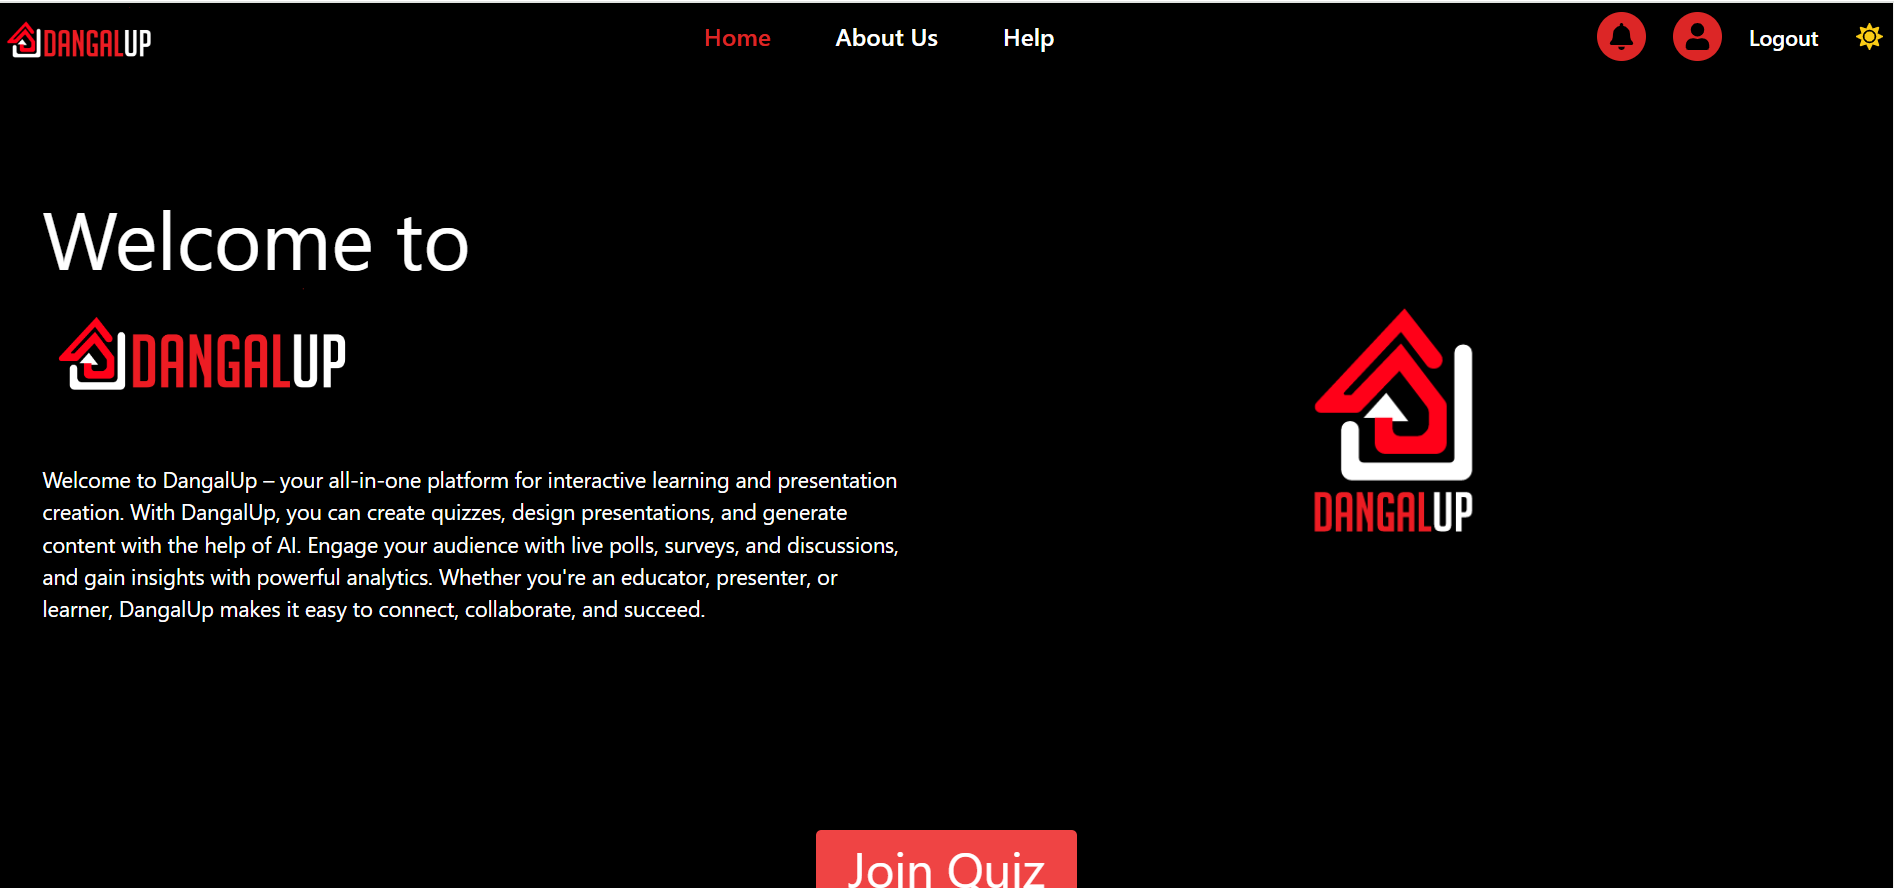 DANGALUP
Home
About Us
Help
Logout
Welcome to
DANGALUP
Welcome to DangalUp – your all-in-one platform for interactive learning and presentation
creation. With DangalUp, you can create quizzes, design presentations, and generate
content with the help of AI. Engage your audience with live polls, surveys, and discussions,
and gain insights with powerful analytics. Whether you're an educator, presenter, or
learner, DangalUp makes it easy to connect, collaborate, and succeed.
DANGALUP
Join Quiz